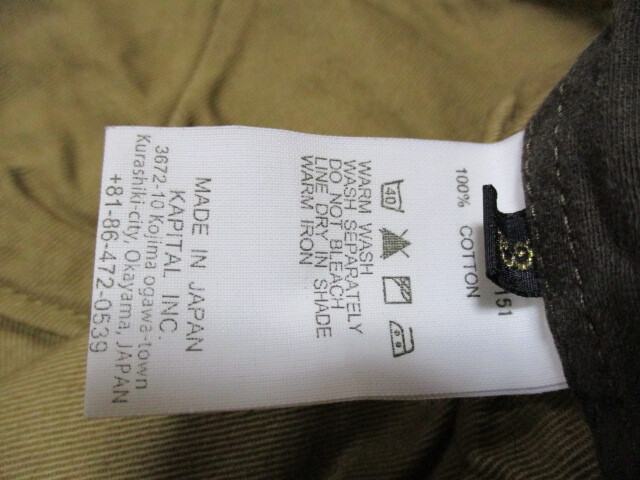 151
100% COTTON
40
WARM WASH
WASH SEPARATELY
DO NOT BLEACH
LINE DRY IN SHADE
WARM IRON
MADE IN JAPAN
KAPITAL INC.
3672-10 Kojima ogawa-town
Kurashiki-city, Okayama, JAPAN
+81-86-472-0539